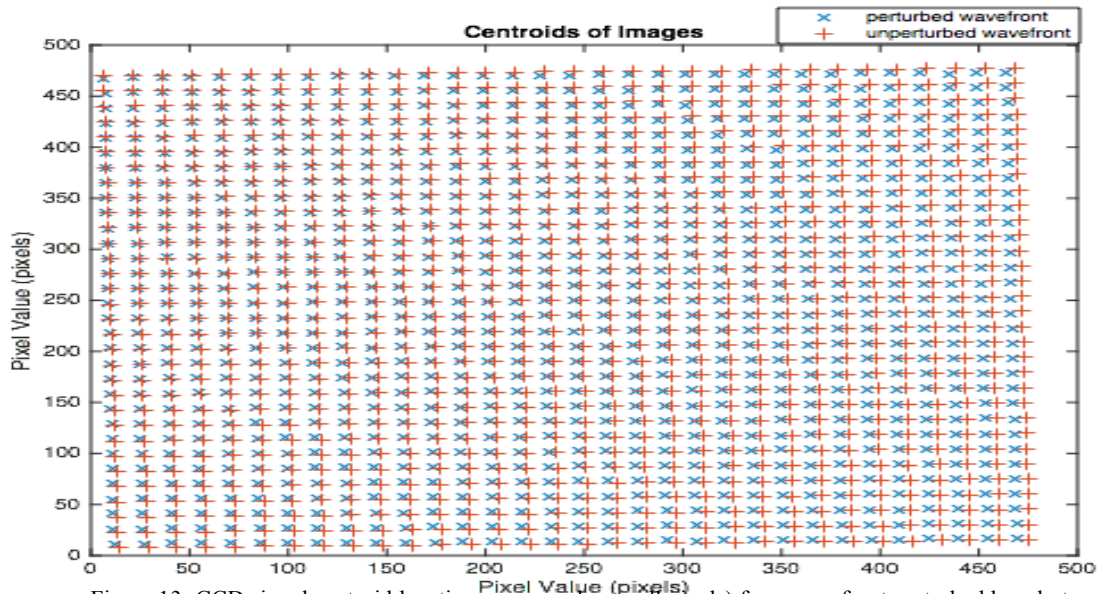 perturbed wavefront
unperturbed wavefront
Centroids of Images
500
450
400
350
300
250
200
150
100
50
0
Pixel Value (pixels)
0 50 100 150 200 250 300 350 400 450 500
Pixel Value (pixels)